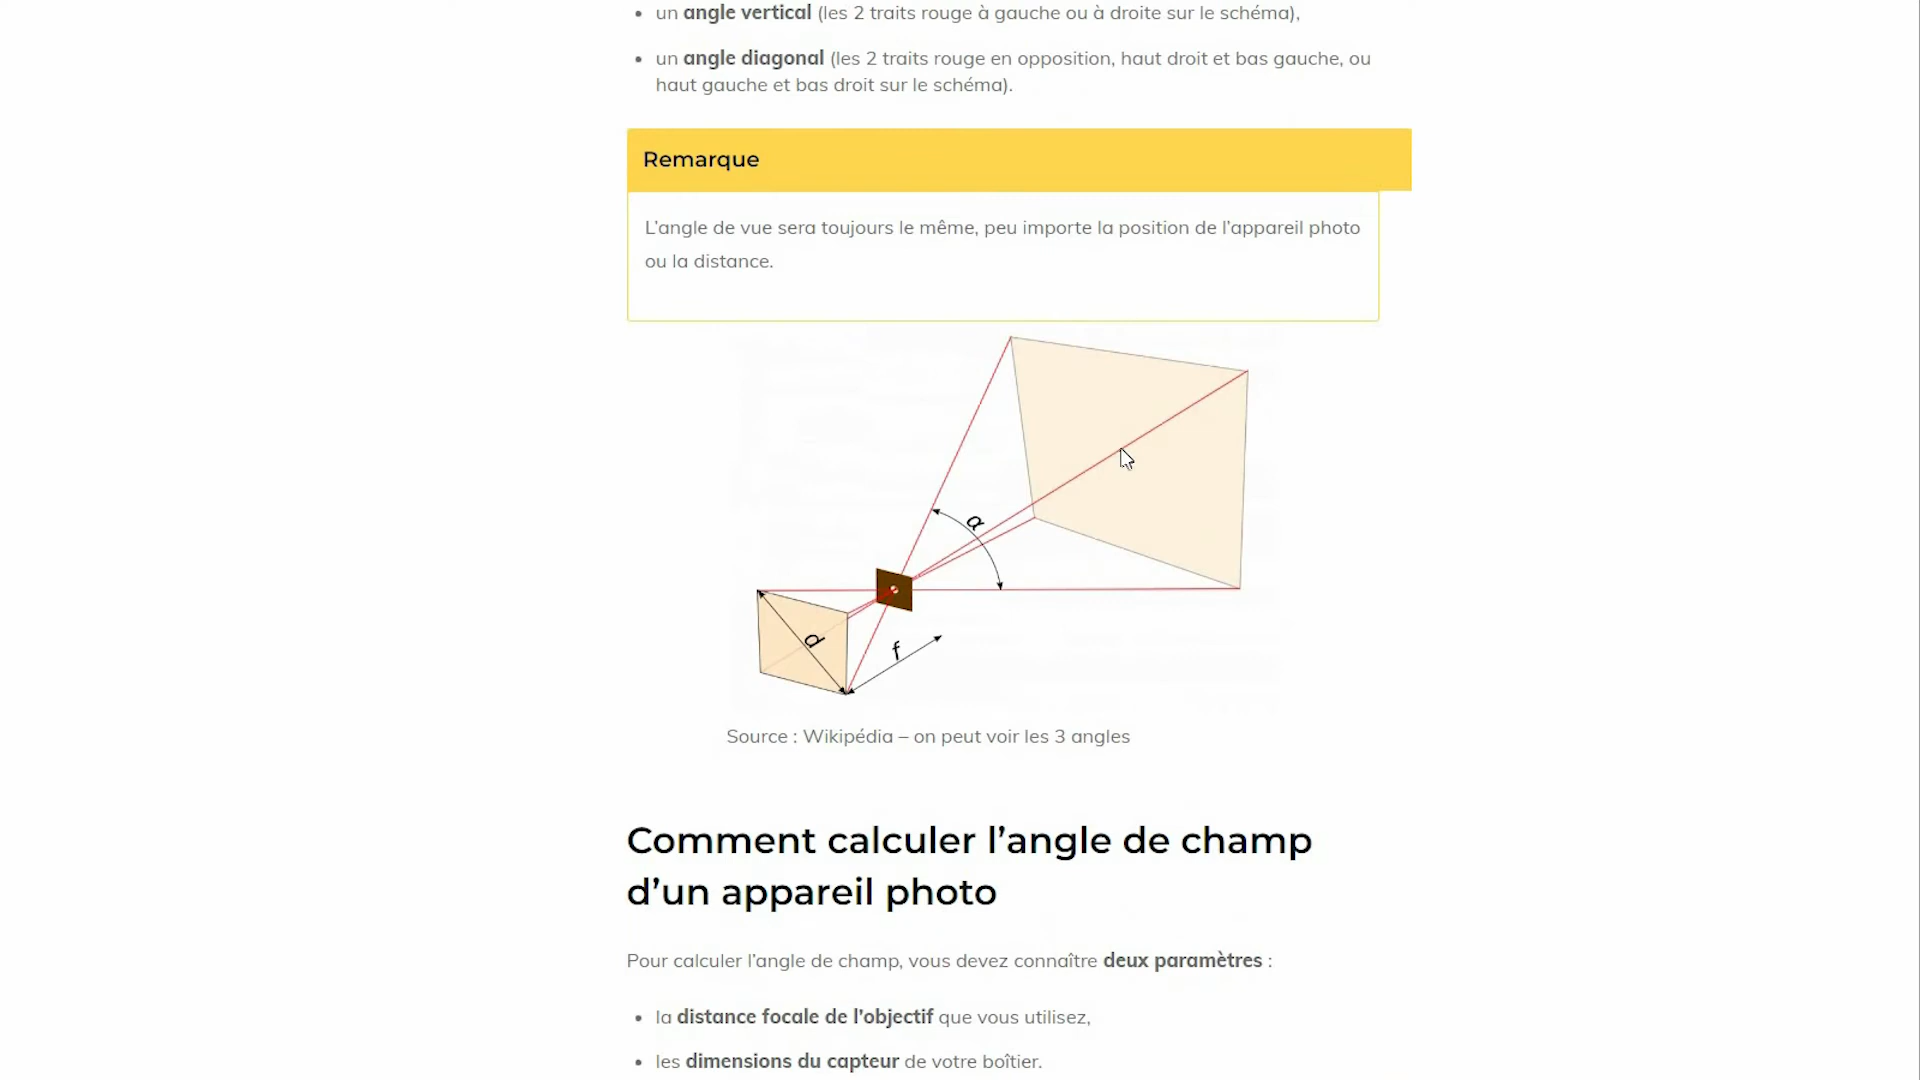 un angle vertical (les 2 traits rouge à gauche ou à droite sur le schéma),
un angle diagonal (les 2 traits rouge en opposition, haut droit et bas gauche, ou
haut gauche et bas droit sur le schéma).
Remarque
L'angle de vue sera toujours le même, peu importe la position de l'appareil photo
ou la distance.
α
d
f
Source : Wikipédia – on peut voir les 3 angles
Comment calculer l'angle de champ
d'un appareil photo
Pour calculer l'angle de champ, vous devez connaître deux paramètres :
la distance focale de l'objectif que vous utilisez,
les dimensions du capteur de votre boîtier.